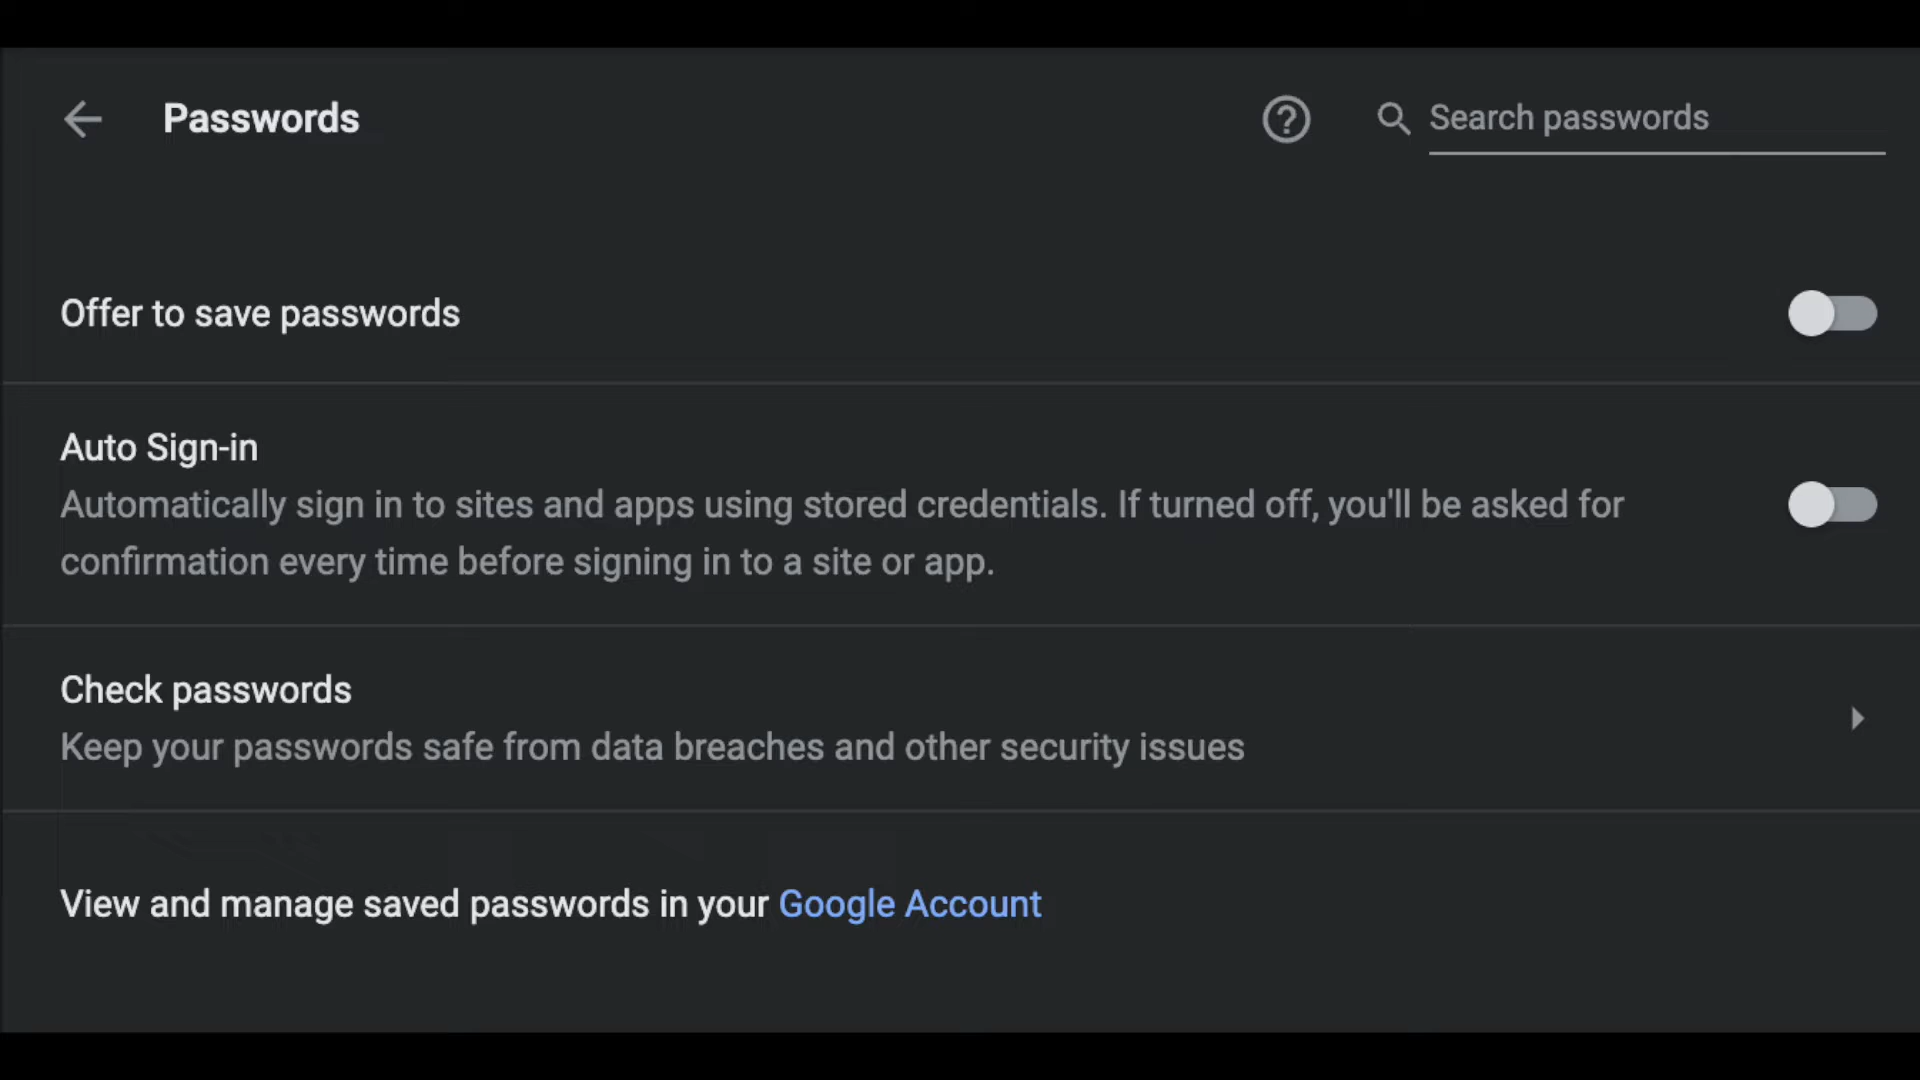 Passwords
Search passwords
Offer to save passwords
Auto Sign-in
Automatically sign in to sites and apps using stored credentials. If turned off, you'll be asked for
confirmation every time before signing in to a site or app.
Check passwords
Keep your passwords safe from data breaches and other security issues
View and manage saved passwords in your Google Account